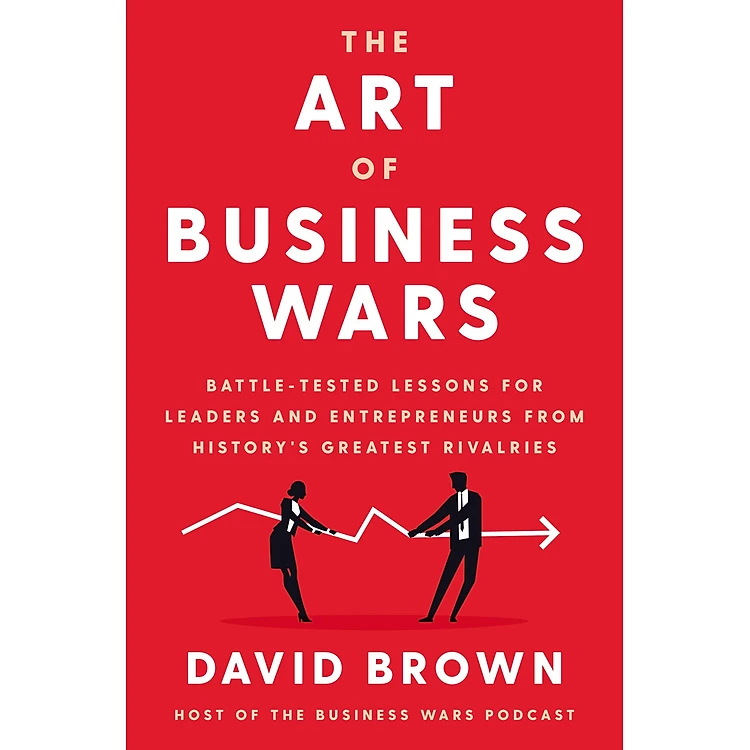 THE
ART
OF
BUSINESS
WARS
BATTLE-TESTED LESSONS FOR
LEADERS AND ENTREPRENEURS FROM
HISTORY'S GREATEST RIVALRIES
DAVID BROWN
HOST OF THE BUSINESS WARS PODCAST